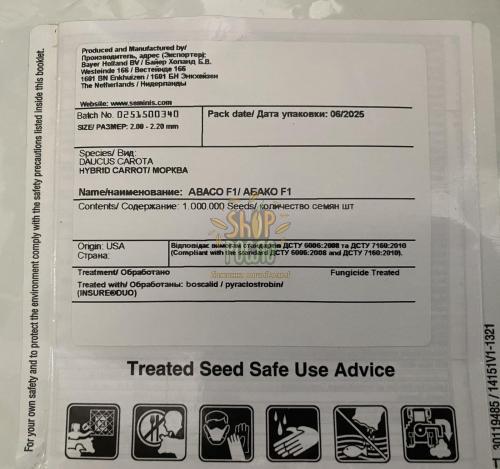 Produced and Manufactured by/
Производитель, адрес (Экспортер):
Bayer Holland BV / Байер Холанд Б.В.
Westeinde 166 / Вестейнде 166
1601 BN Enkhuizen / 1601 БН Энкхейзен
The Netherlands / Нидерланды
Website: www.seminis.com
Batch No. 0251500340
Pack date/ Дата упаковки: 06/2025
SIZE/ РАЗМЕР: 2.00 - 2.20 mm
Species/ Вид:
DAUCUS CAROTA
HYBRID CARROT/ МОРКВА
Name/наименование: ABACO F1/ АБАКО F1
Contents/ Содержание: 1.000.000 Seeds/ количество семян шт
SHOP
Origin: USA
Страна:
Відповідає вимогам стандартів ДСТУ 6006:2008 та ДСТУ 7160:2010
(Compliant with the standard ДСТУ 6006:2008 and ДСТУ 7160:2010).
Treatment/ Обработано
Fungicide Treated
Treated with/ Обработаны: boscalid / pyraclostrobin/
(INSURE®DUO)
Treated Seed Safe Use Advice
For your own safety and to protect the environment comply with the safety precautions listed inside this booklet.
20119485 / 14151V1-1321